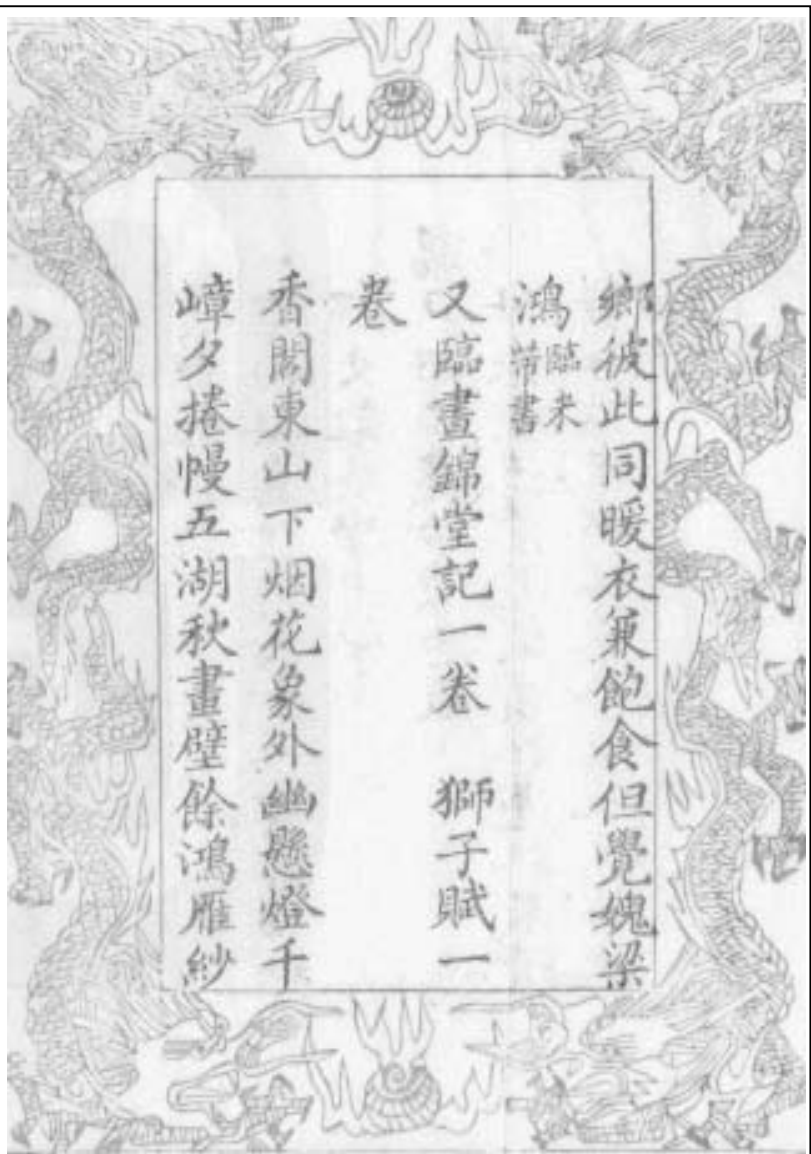 鄉彼此同暖衣兼飽食但覺媿梁
鴻臨米芾書
又臨晝錦堂記一卷　獅子賦一
卷
香閣東山下烟花象外幽懸燈千
嶂夕捲幔五湖秋畫壁餘鴻雁紗